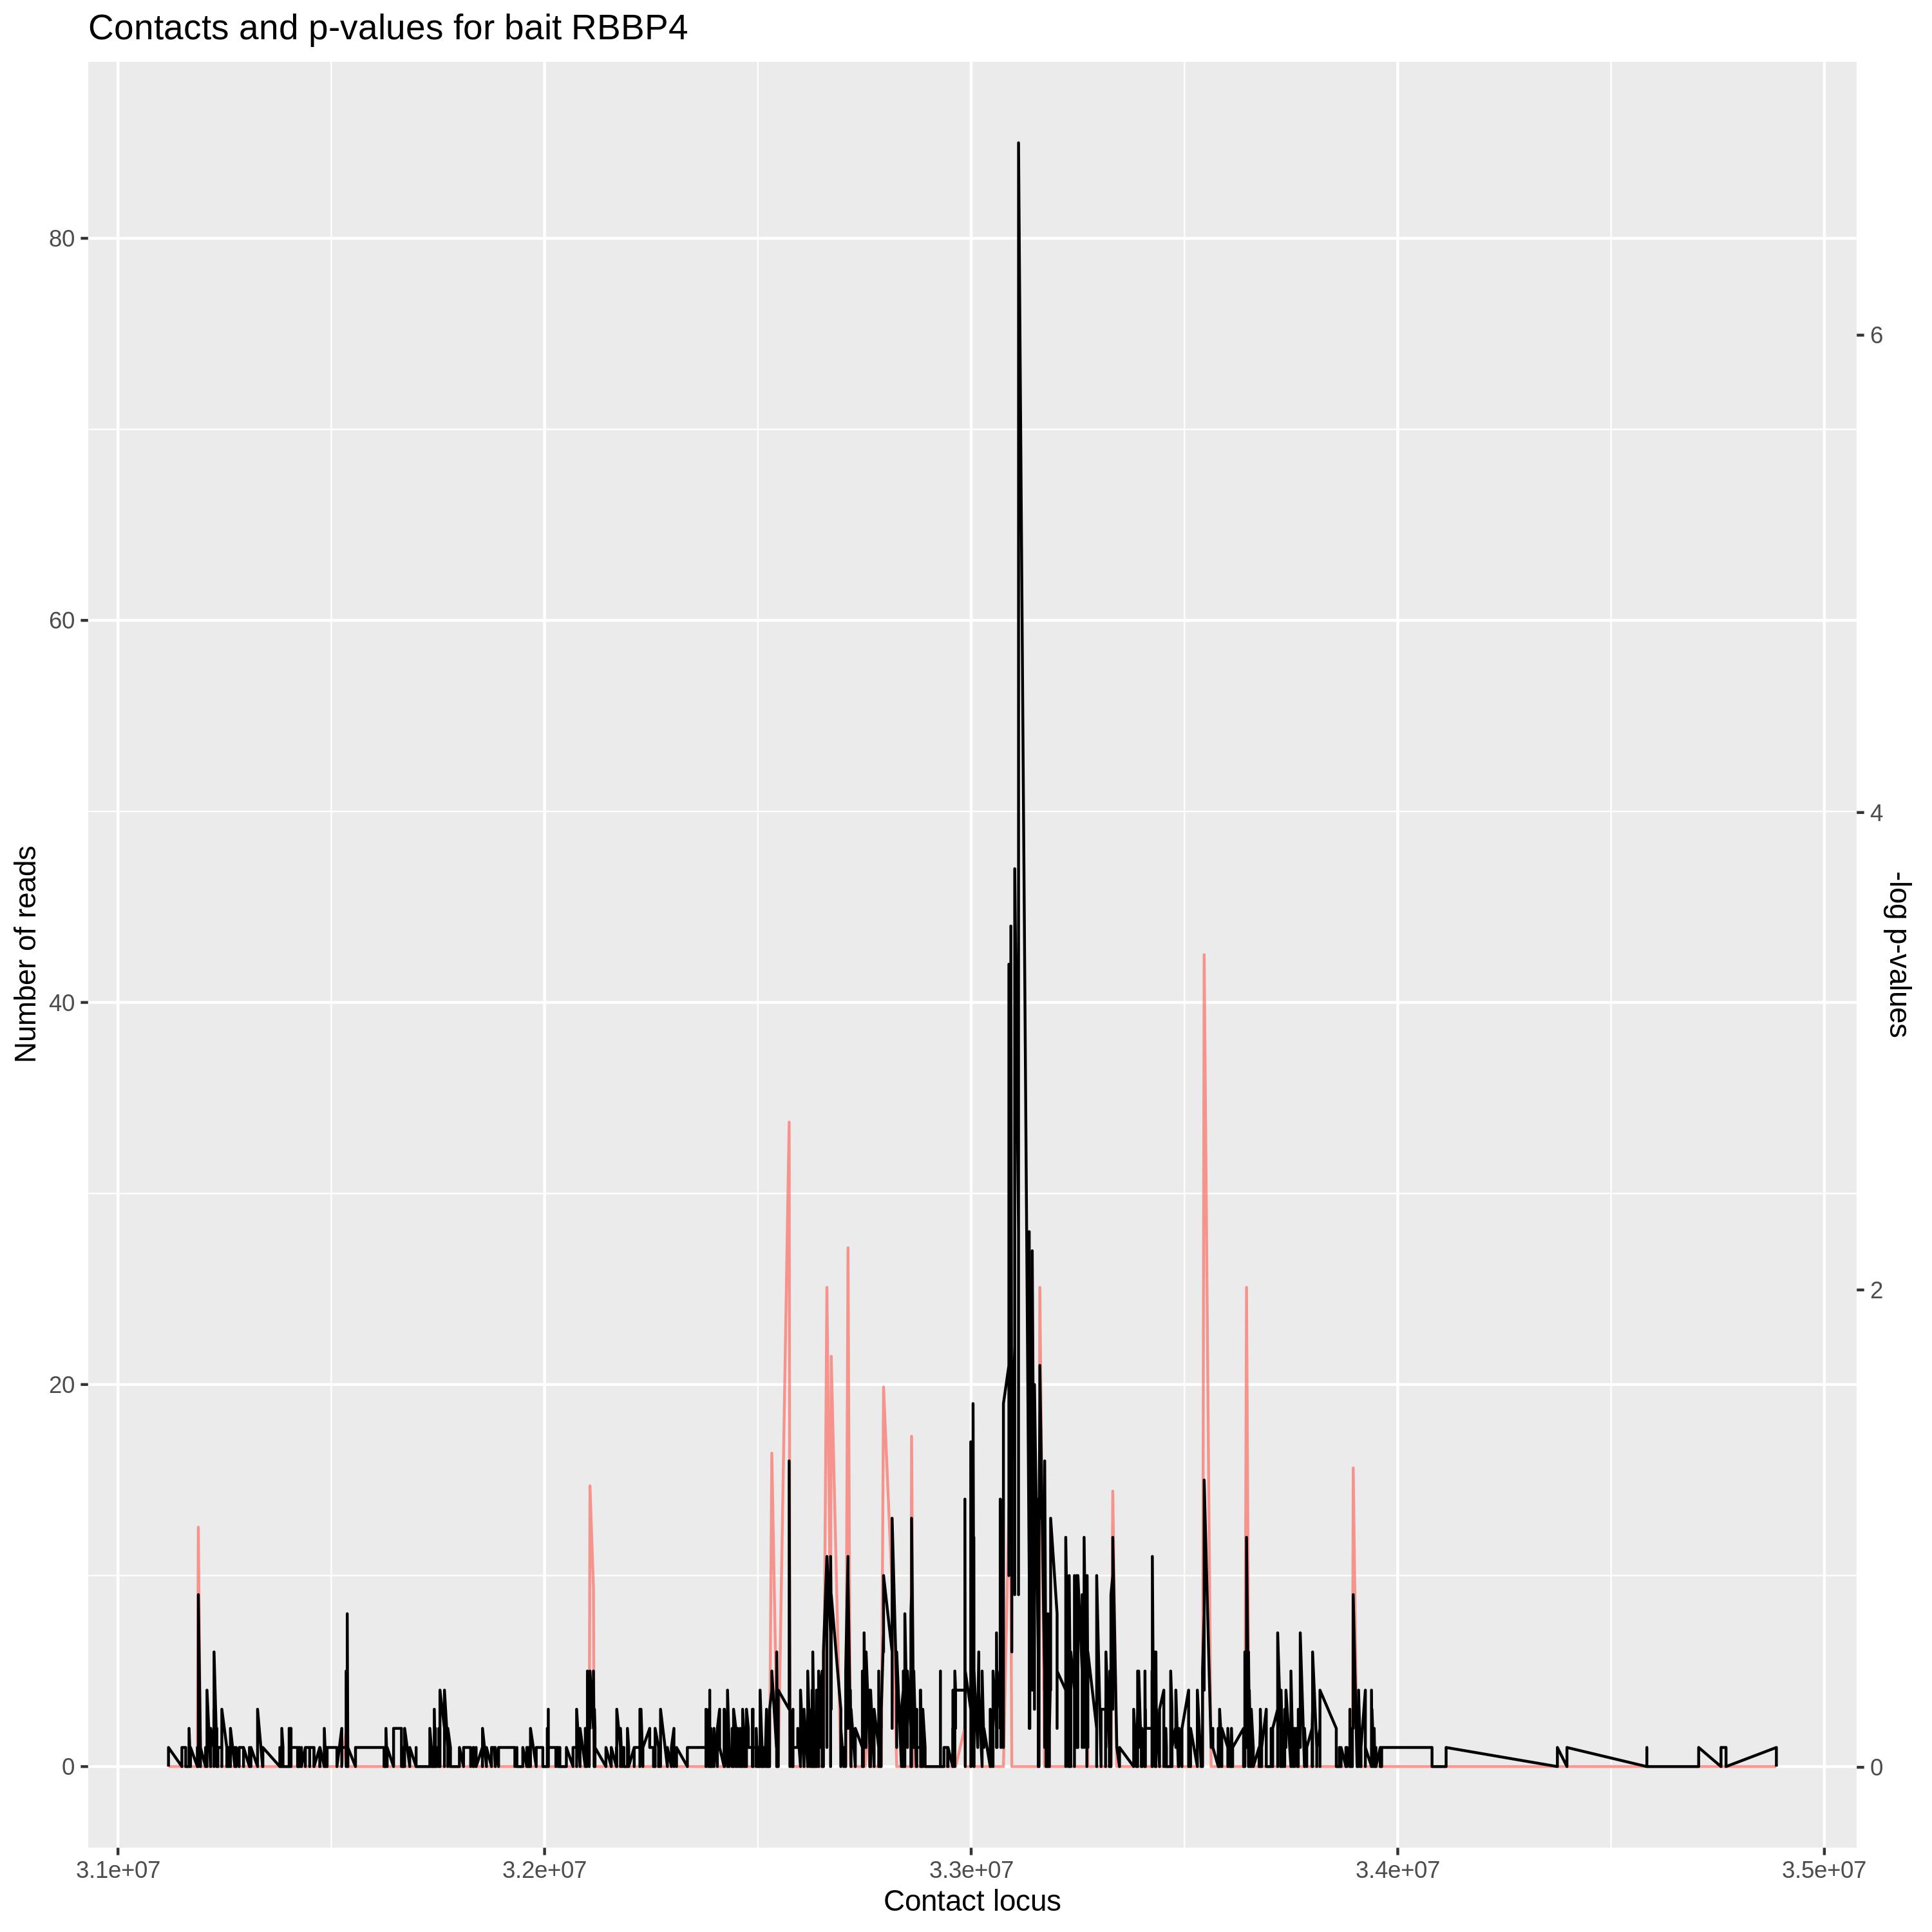 Contacts and p-values for bait RBBP4
80
60
40
20
0
Number of reads
6
4
2
0
-log p-values
3.1e+07
3.2e+07
3.3e+07
3.4e+07
3.5e+07
Contact locus